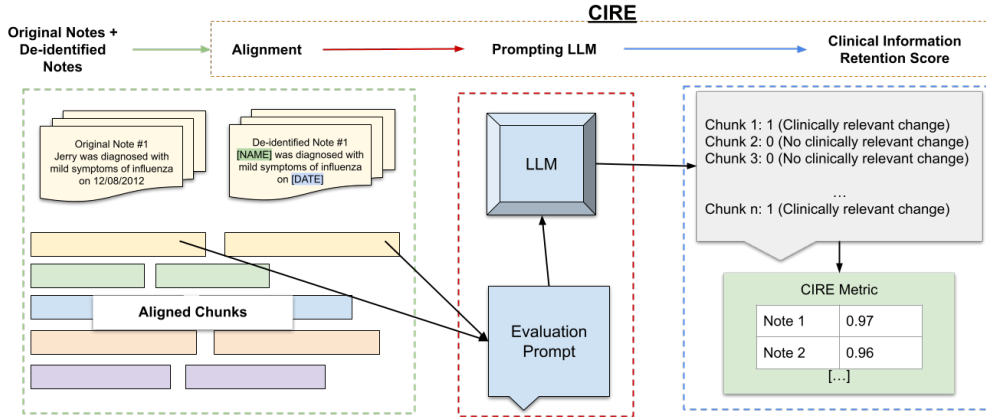 CIRE
Original Notes +
De-identified
Notes
Alignment
Prompting LLM
Clinical Information
Retention Score
Original Note #1
Jerry was diagnosed with
mild symptoms of influenza
on 12/08/2012
De-identified Note #1
[NAME] was diagnosed with
mild symptoms of influenza
on [DATE]
Aligned Chunks
LLM
Evaluation
Prompt
Chunk 1: 1 (Clinically relevant change)
Chunk 2: 0 (No clinically relevant change)
Chunk 3: 0 (No clinically relevant change)
...
Chunk n: 1 (Clinically relevant change)
CIRE Metric
Note 1 0.97
Note 2 0.96
[...]